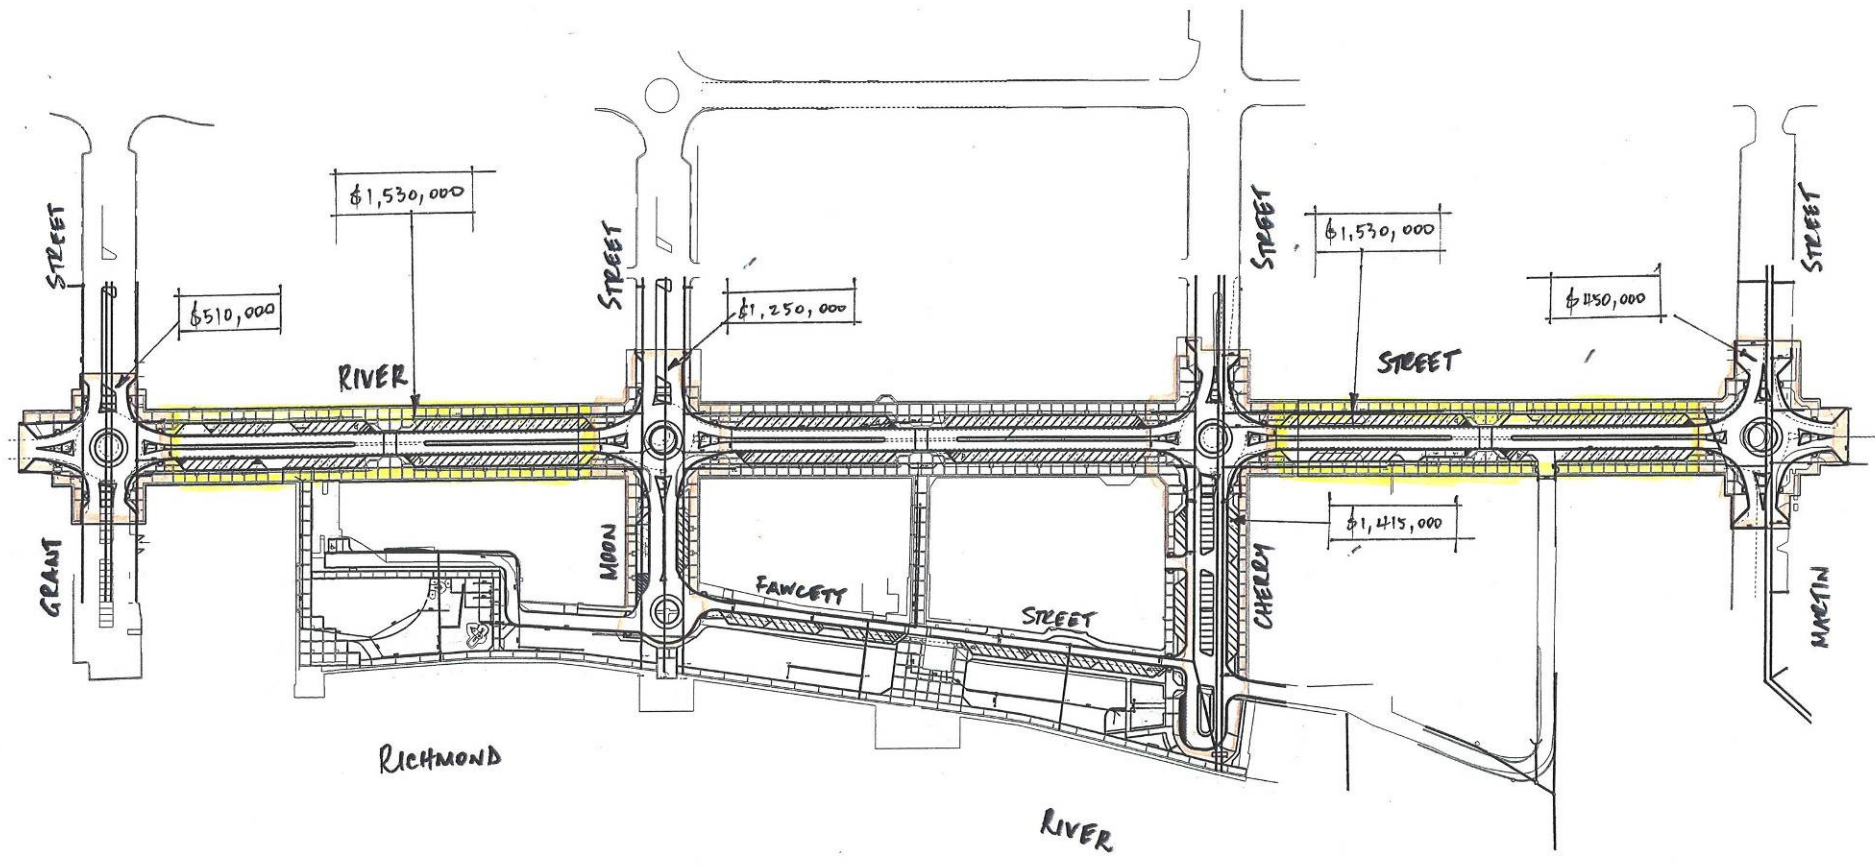 $1,530,000
STREET
STREET
STREET
STREET
$1,530,000
$510,000
$1,250,000
$450,000
RIVER
STREET
$1,415,000
GRANT
MOON
FAWCETT
STREET
CHERRY
MARTIN
RICHMOND
RIVER